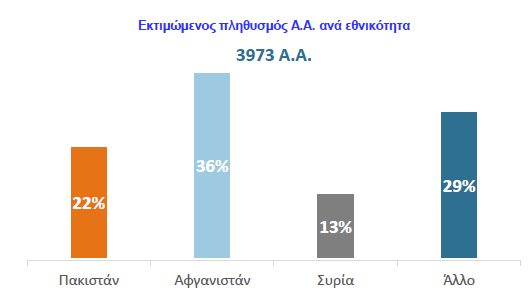 Εκτιμώμενος πληθυσμός Α.Α. ανά εθνικότητα
3973 Α.Α.
22%
36%
13%
29%
Πακιστάν
Αφγανιστάν
Συρία
Άλλο